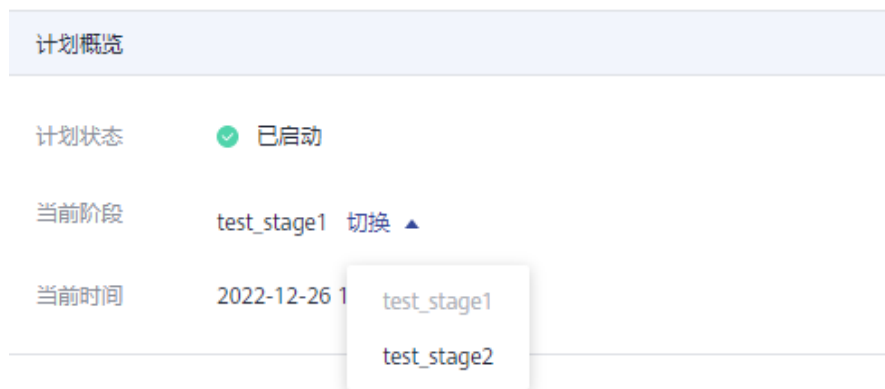 计划概览
计划状态 已启动
当前阶段 test_stage1 切换
当前时间 2022-12-26 1
test_stage1
test_stage2